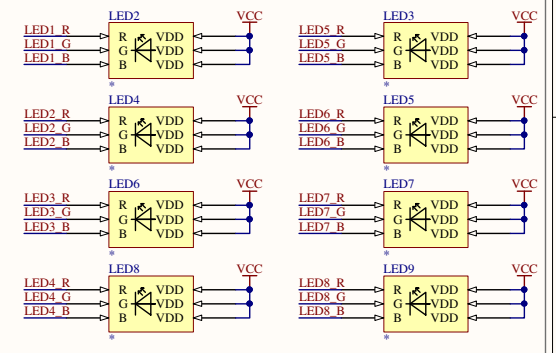 LED2 VCC
LED1_R R VDD
LED1_G G VDD
LED1_B B VDD
*
LED3 VCC
LED5_R R VDD
LED5_G G VDD
LED5_B B VDD
*
LED4 VCC
LED2_R R VDD
LED2_G G VDD
LED2_B B VDD
*
LED5 VCC
LED6_R R VDD
LED6_G G VDD
LED6_B B VDD
*
LED6 VCC
LED3_R R VDD
LED3_G G VDD
LED3_B B VDD
*
LED7 VCC
LED7_R R VDD
LED7_G G VDD
LED7_B B VDD
*
LED8 VCC
LED4_R R VDD
LED4_G G VDD
LED4_B B VDD
*
LED9 VCC
LED8_R R VDD
LED8_G G VDD
LED8_B B VDD
*